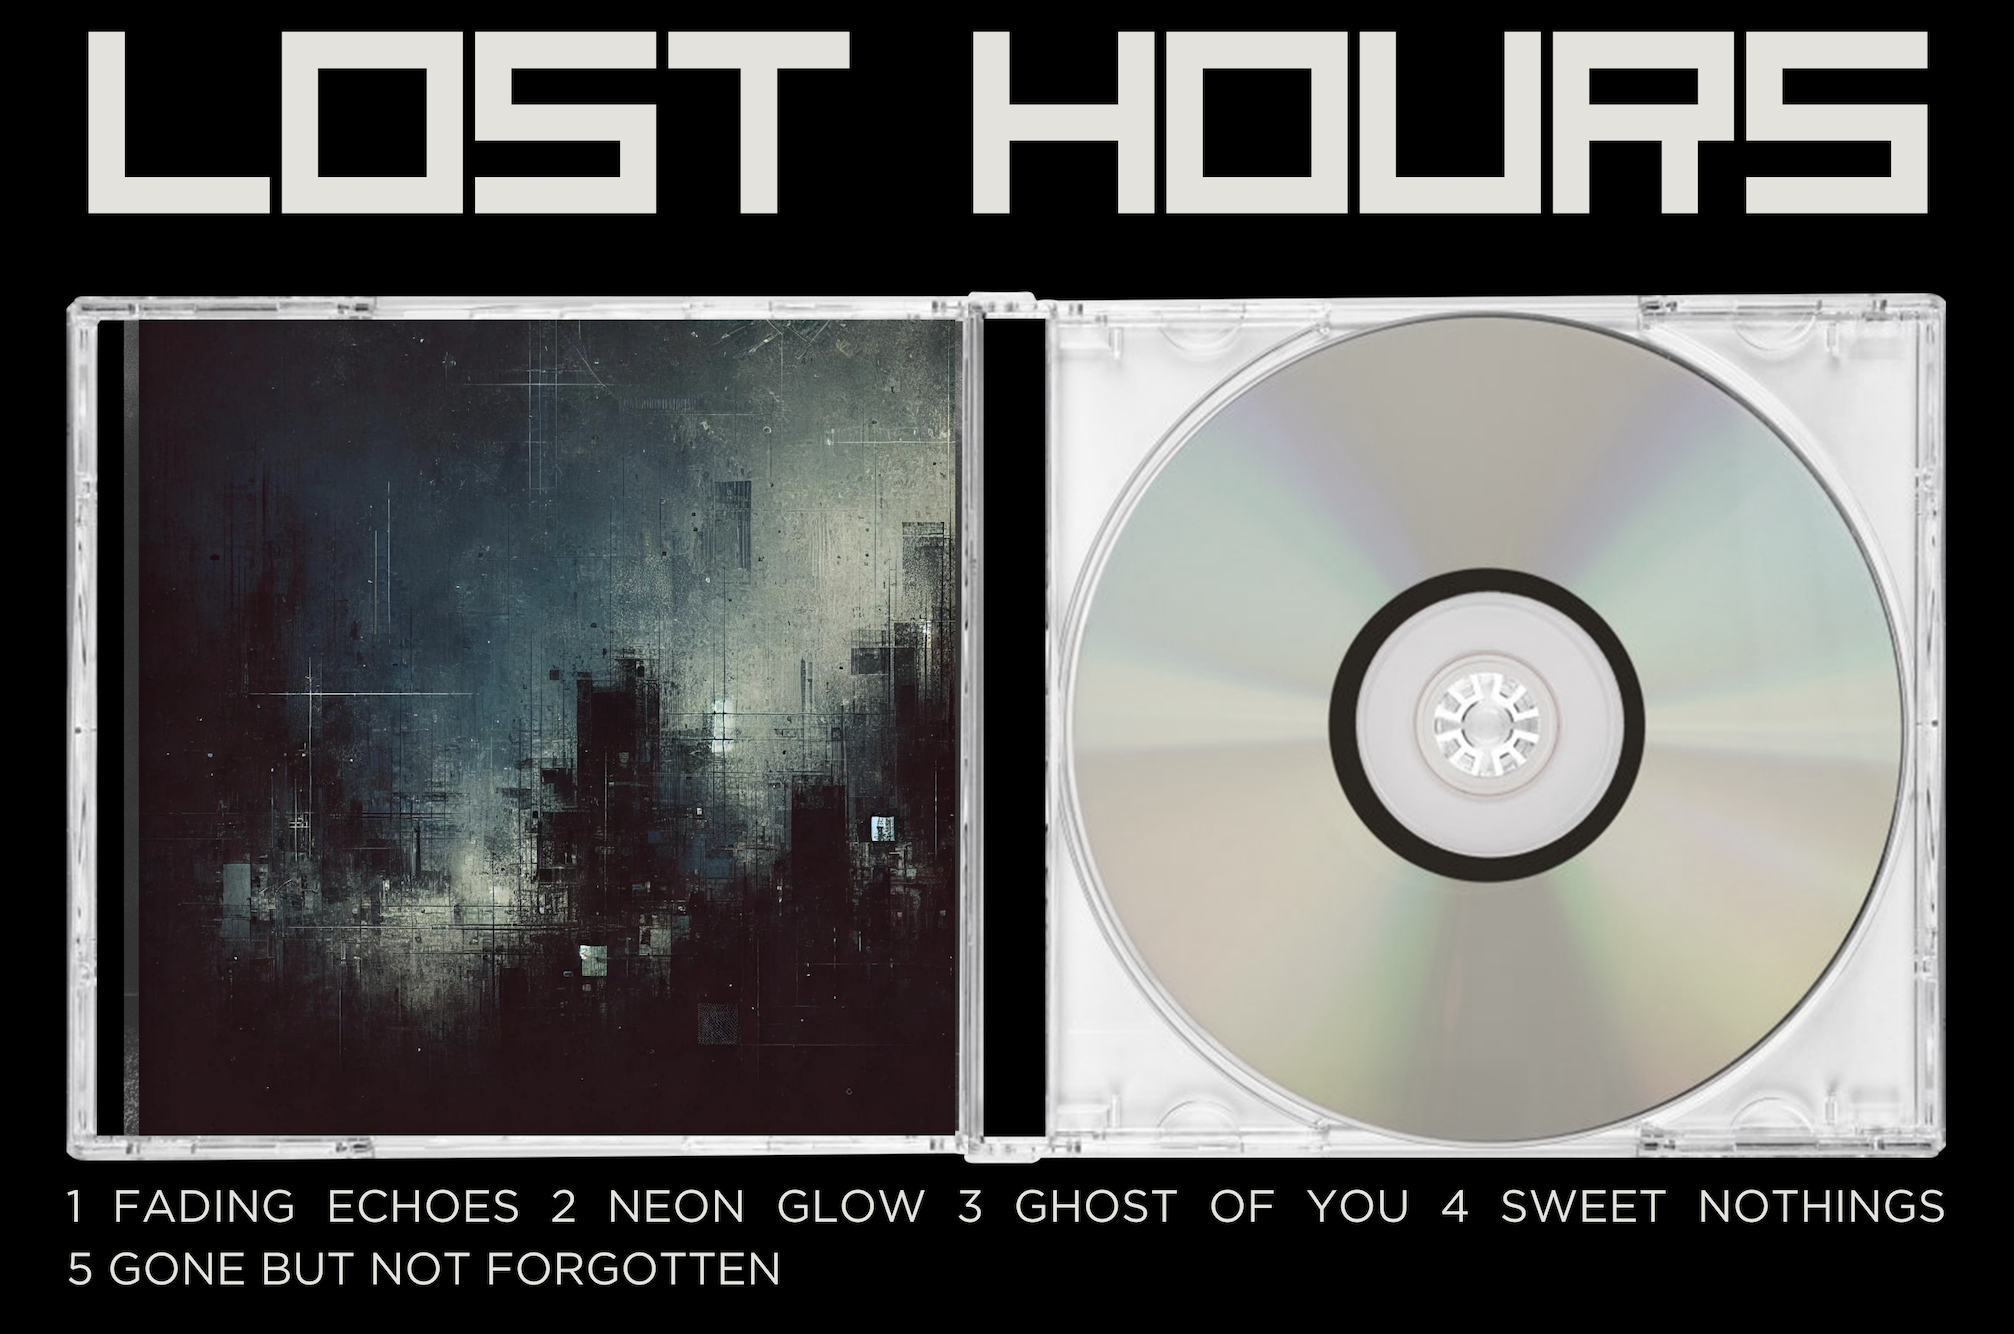 LOST HOURS
1 FADING ECHOES 2 NEON GLOW 3 GHOST OF YOU 4 SWEET NOTHINGS
5 GONE BUT NOT FORGOTTEN